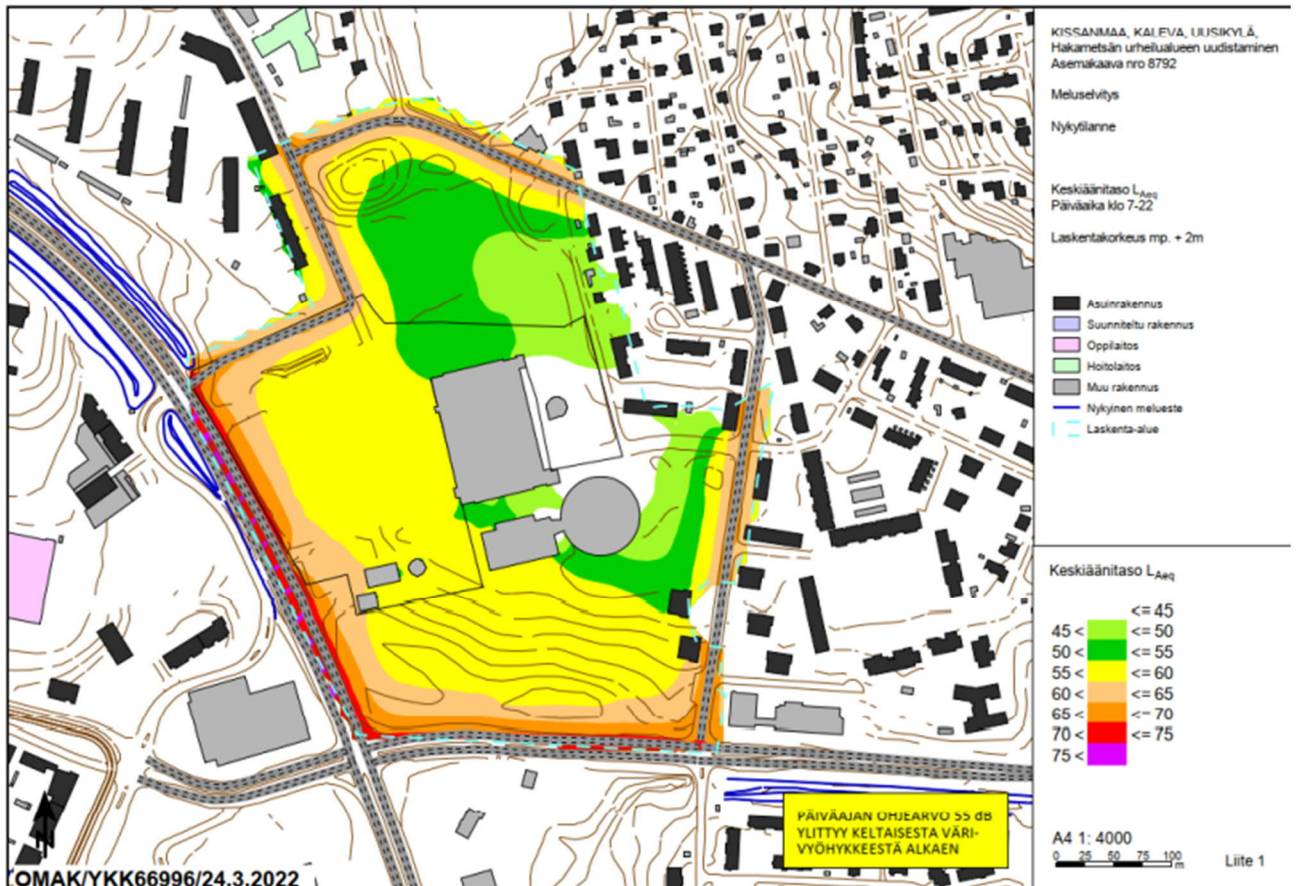 KISSANMAA, KALEVA, UUSIKYLÄ,
Hakametsän urheilualueen uudistaminen
Asemakaava nro 8792
Meluselvitys
Nykytilanne
Keskiäänitaso LAeq
Päiväaika klo 7-22
Laskentakorkeus mp. + 2m
Asuinrakennus
Suunniteltu rakennus
Oppilaitos
Hoitolaitos
Muu rakennus
Nykyinen melueste
Laskenta-alue
Keskiäänitaso LAeq
<= 45
45 < <= 50
50 < <= 55
55 < <= 60
60 < <= 65
65 < <= 70
70 < <= 75
75 <
PÄIVÄAJAN OHJEARVO 55 dB
YLITTYY KELTAISESTA VÄRI-
VYÖHYKKEESTÄ ALKAEN
A4 1: 4000
0 25 50 75 100
m
Liite 1
OMAK/YKK66996/24.3.2022